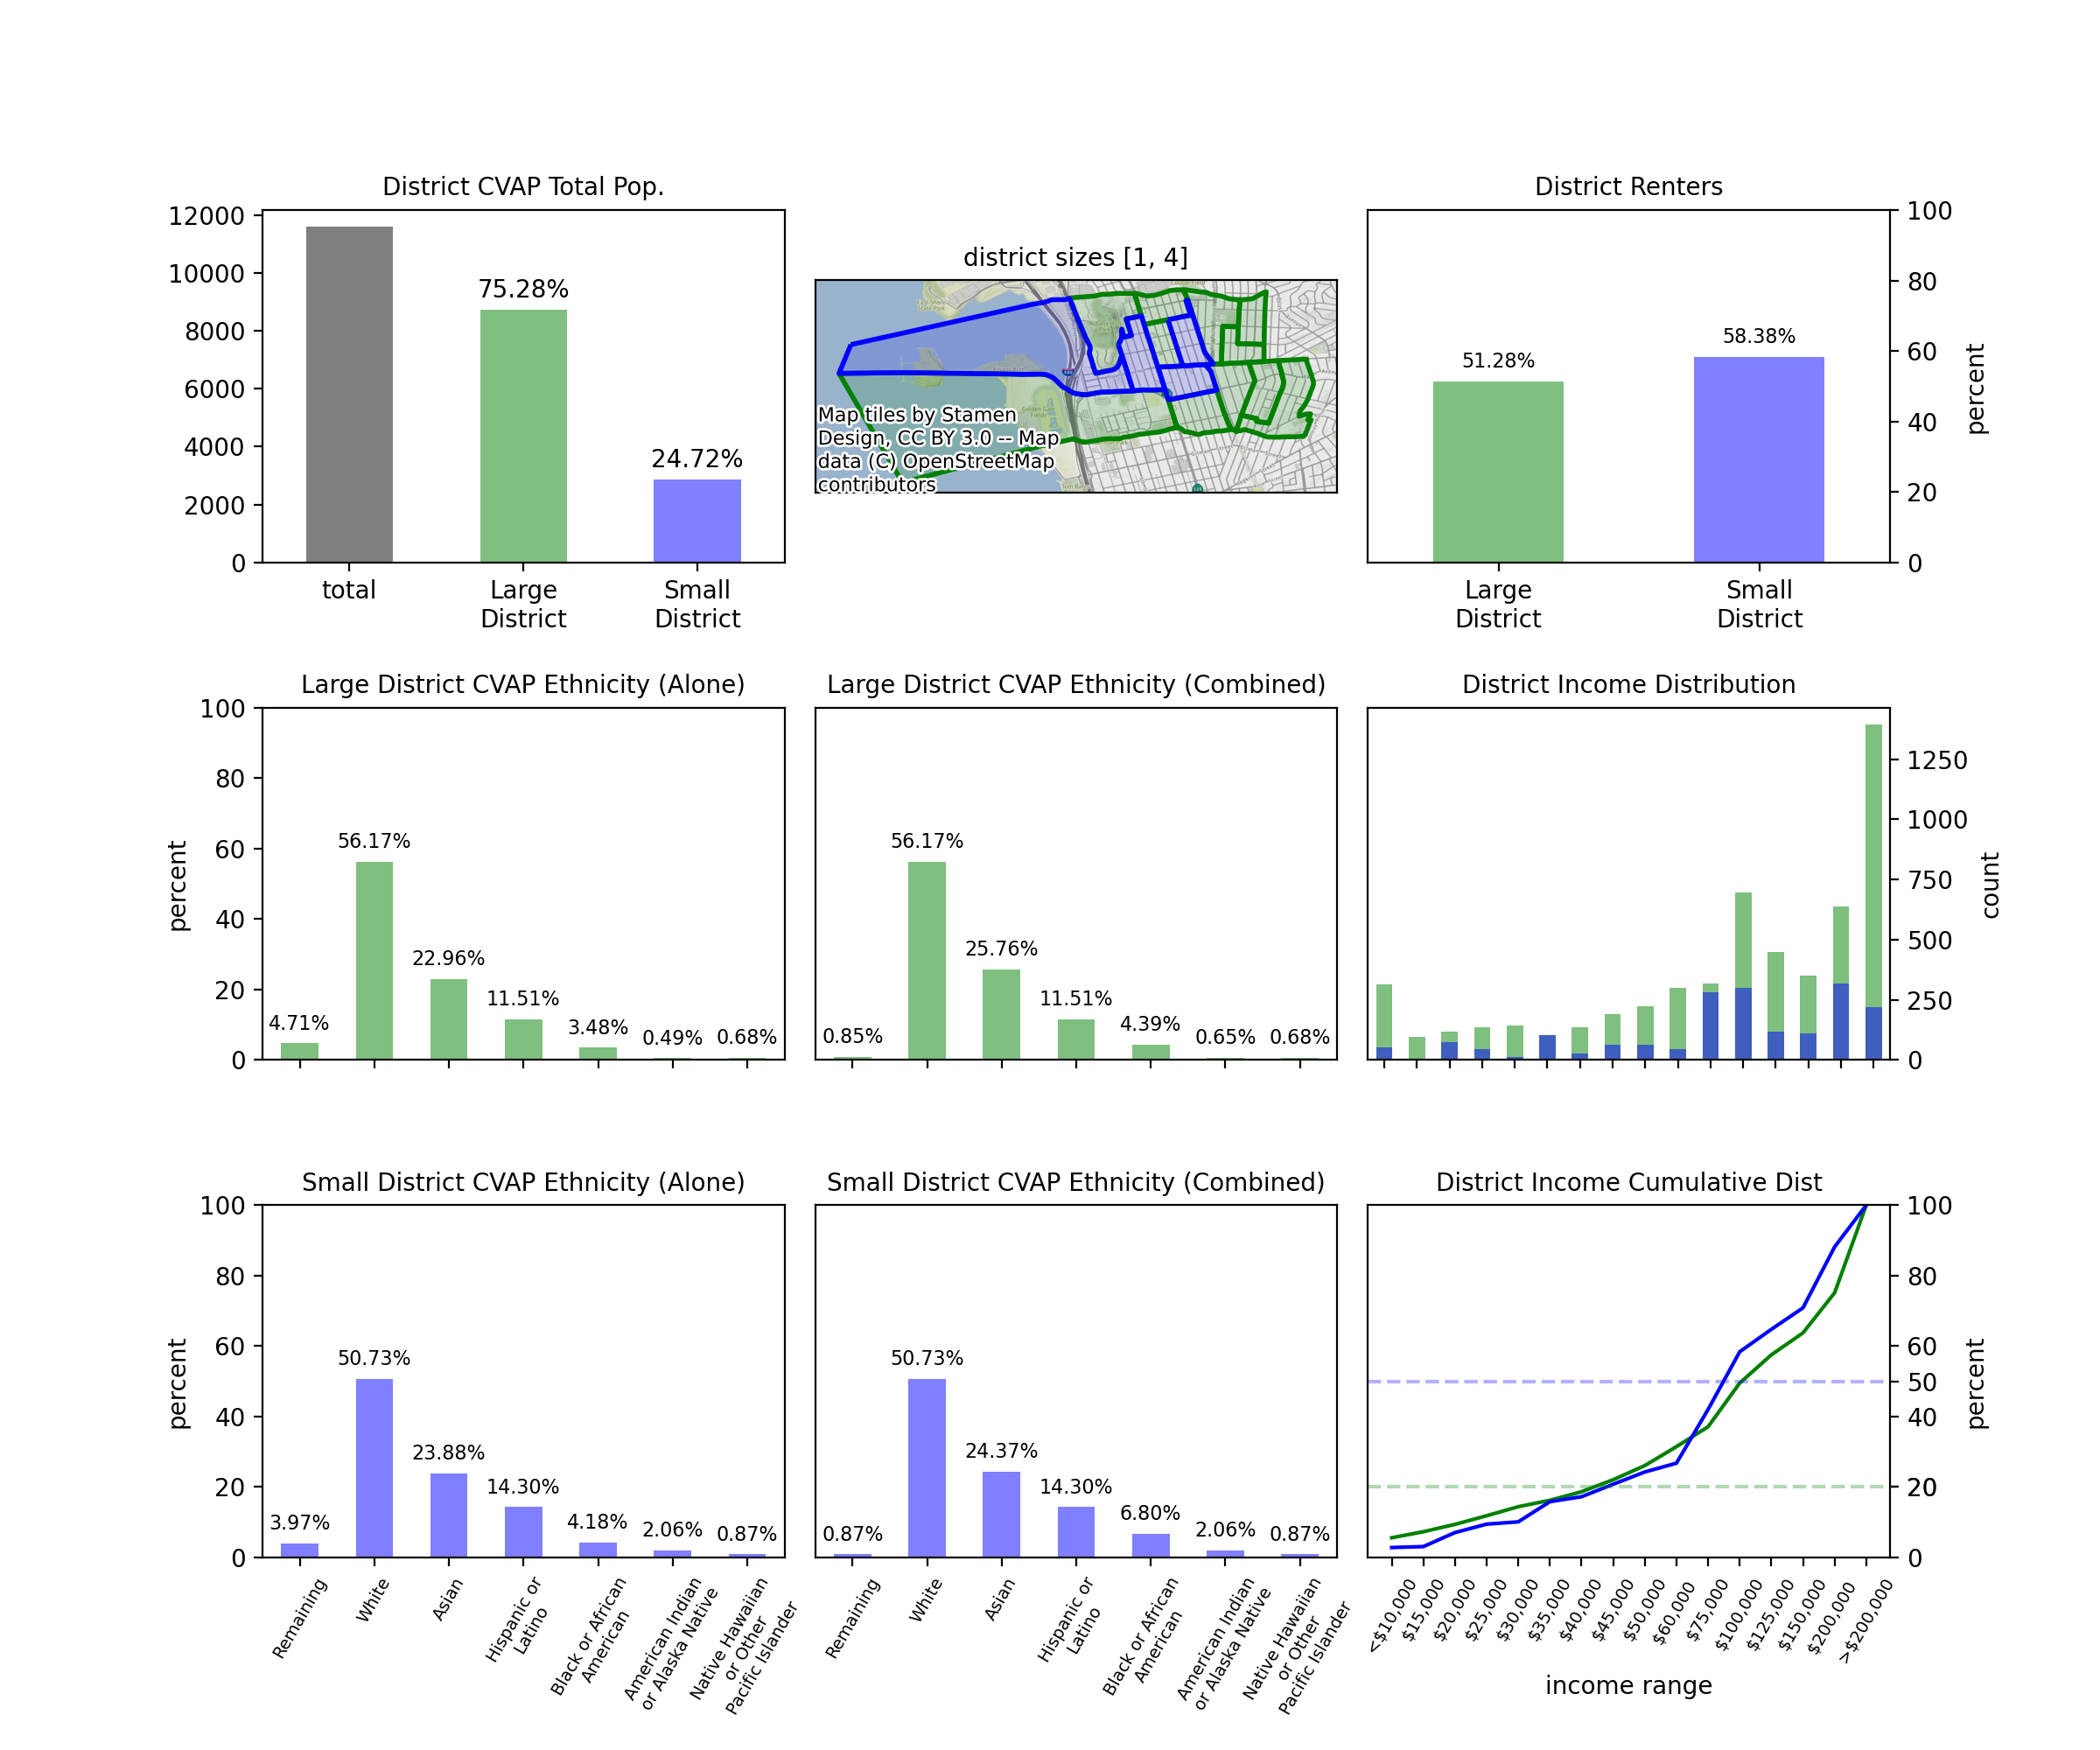 District CVAP Total Pop.
12000
10000
8000
6000
4000
2000
0
75.28%
24.72%
total
Large
District
Small
District
district sizes [1, 4]
Map tiles by Stamen
Design, CC BY 3.0 -- Map
data (C) OpenStreetMap
contributors
District Renters
51.28%
58.38%
100
80
60
40
20
0
percent
Large
District
Small
District
Large District CVAP Ethnicity (Alone)
percent
100
80
60
40
20
0
4.71%
56.17%
22.96%
11.51%
3.48%
0.49%
0.68%
Large District CVAP Ethnicity (Combined)
0.85%
56.17%
25.76%
11.51%
4.39%
0.65%
0.68%
District Income Distribution
1250
1000
750
500
250
0
count
Small District CVAP Ethnicity (Alone)
percent
100
80
60
40
20
0
3.97%
50.73%
23.88%
14.30%
4.18%
2.06%
0.87%
Remaining
White
Asian
Hispanic or
Latino
Black or African
American
American Indian
or Alaska Native
Native Hawaiian
or Other
Pacific Islander
Small District CVAP Ethnicity (Combined)
0.87%
50.73%
24.37%
14.30%
6.80%
2.06%
0.87%
Remaining
White
Asian
Hispanic or
Latino
Black or African
American
American Indian
or Alaska Native
Native Hawaiian
or Other
Pacific Islander
District Income Cumulative Dist
100
80
60
50
40
20
0
percent
<$10,000
$15,000
$20,000
$25,000
$30,000
$35,000
$40,000
$45,000
$50,000
$60,000
$75,000
$100,000
$125,000
$150,000
$200,000
>$200,000
income range